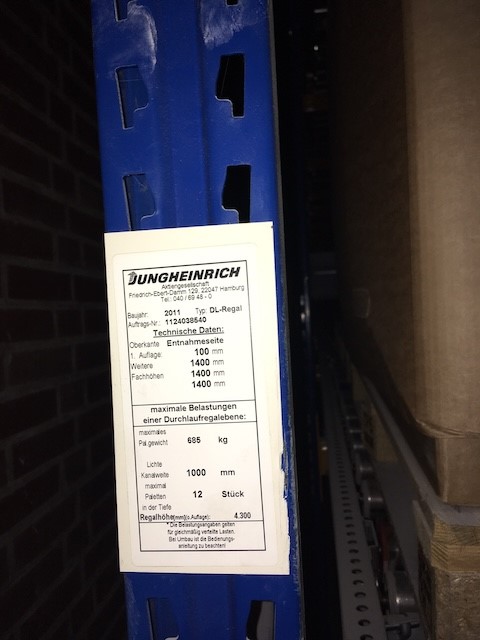 JUNGHEINRICH
Aktiengesellschaft
Friedrich-Ebert-Damm 129, 22047 Hamburg
Tel.: 040 / 69 48 - 0
Baujahr: 2011 Typ: DL-Regal
Auftrags-Nr.: 1124038540
Technische Daten:
Oberkante Entnahmeseite
1. Auflage: 100 mm
Weitere 1400 mm
Fachhöhen 1400 mm
1400 mm
maximale Belastungen
einer Durchlaufregalebene:
maximales
Pal.gewicht 685 kg
Lichte
Kanalweite 1000 mm
maximal
Paletten 12 Stück
in der Tiefe
Regalhöhe[mm](o.Auflage): 4.300
* Die Belastungsangaben gelten
für gleichmäßig verteilte Lasten.
Bei Umbau ist die Bedienungs-
anleitung zu beachten!